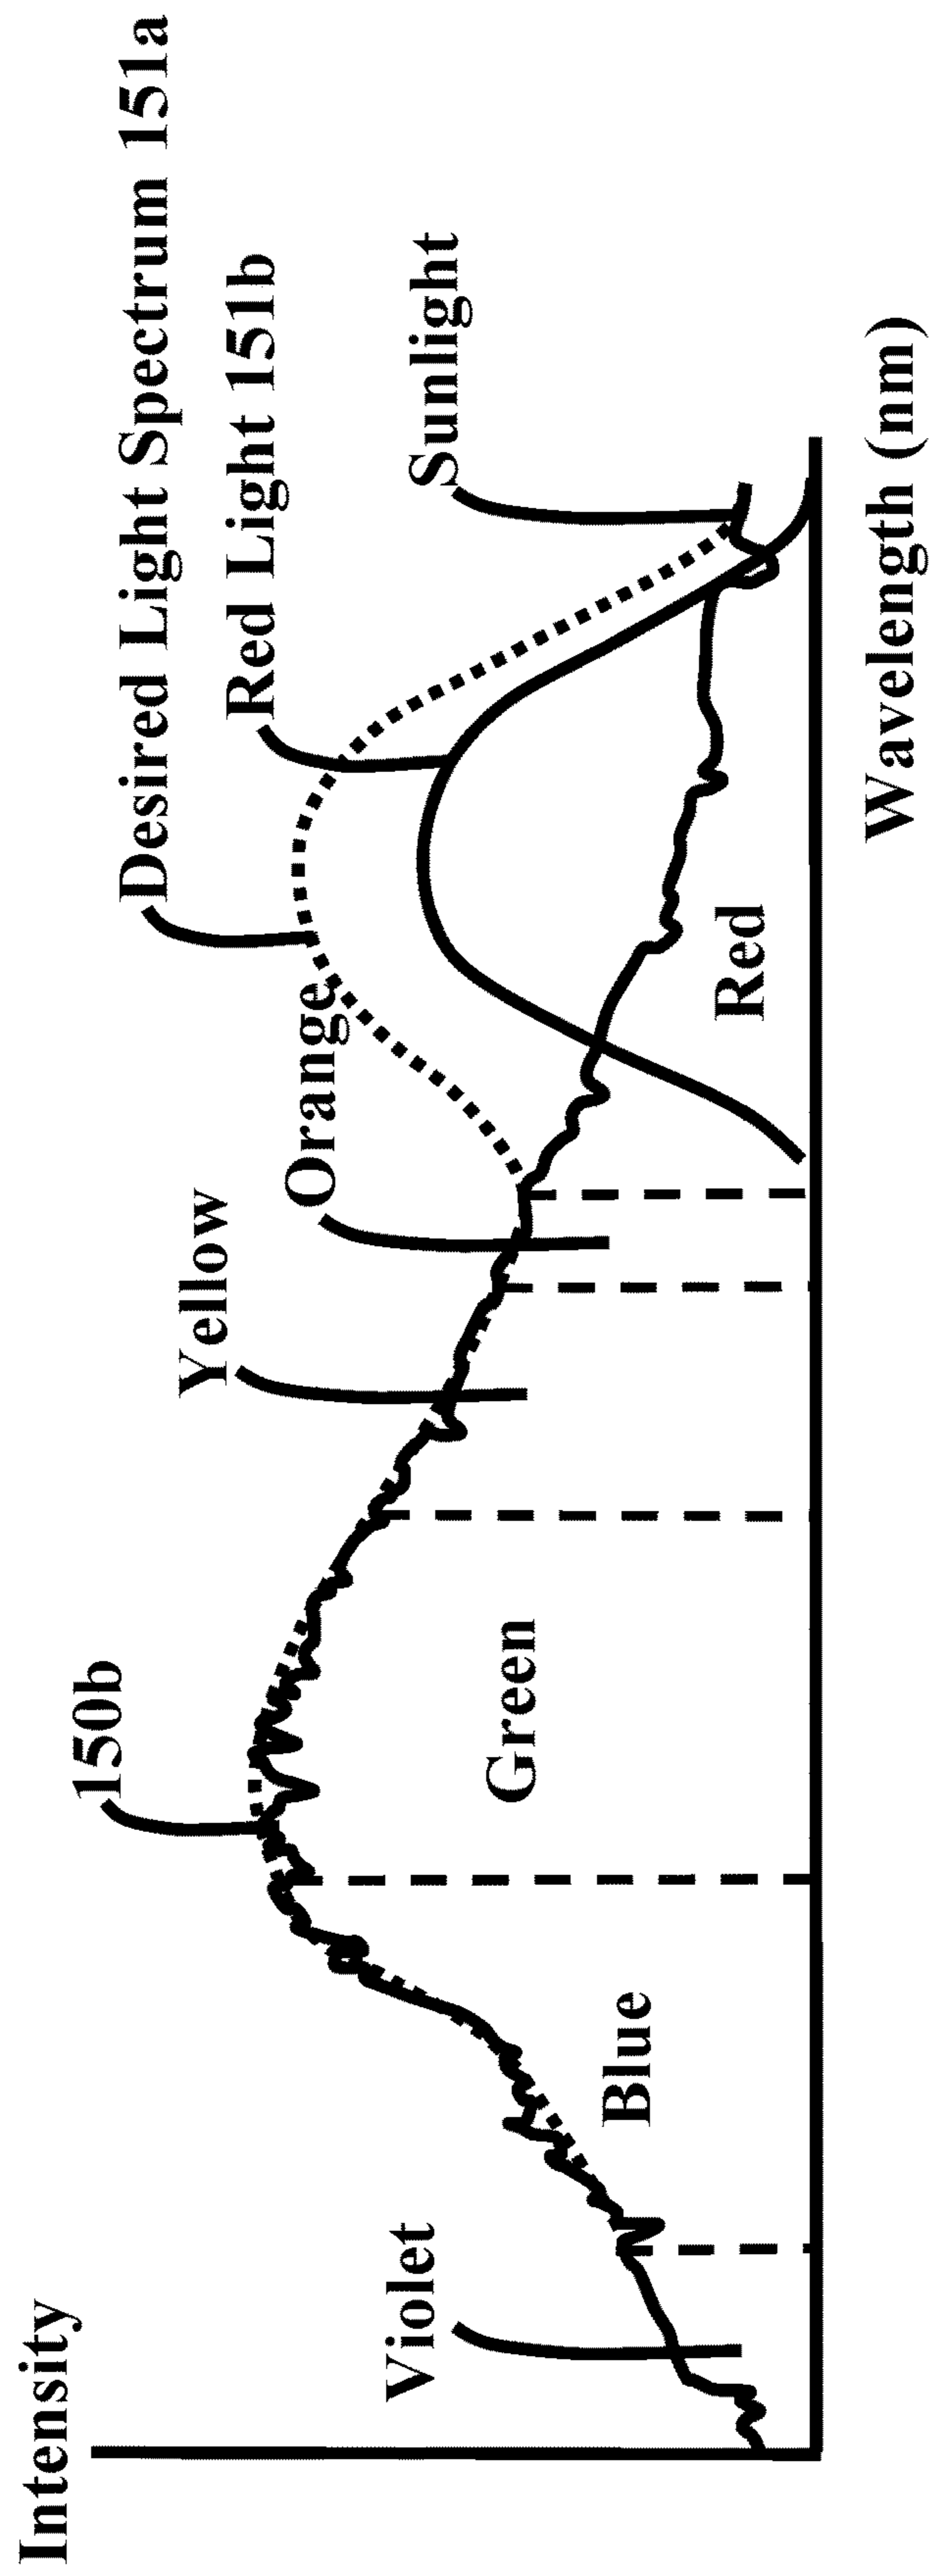 Intensity
150b
Desired Light Spectrum 151a
Yellow
Red Light 151b
Orange
Violet
Sunlight
Green
Blue
Red
Wavelength (nm)